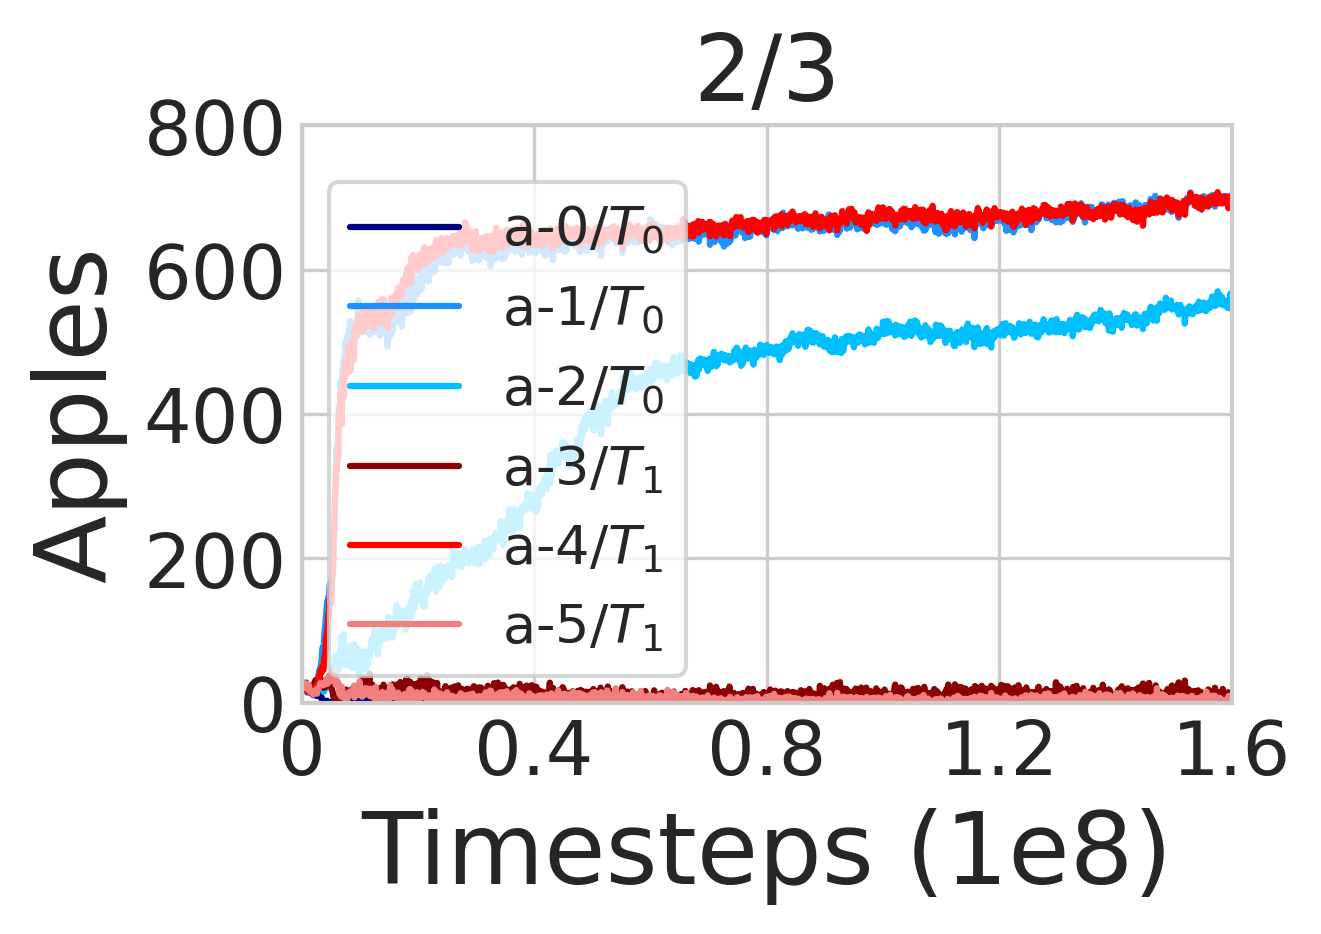 2/3
Apples
800
600
400
200
0
a-0/T₀
a-1/T₀
a-2/T₀
a-3/T₁
a-4/T₁
a-5/T₁
0 0.4 0.8 1.2 1.6
Timesteps (1e8)